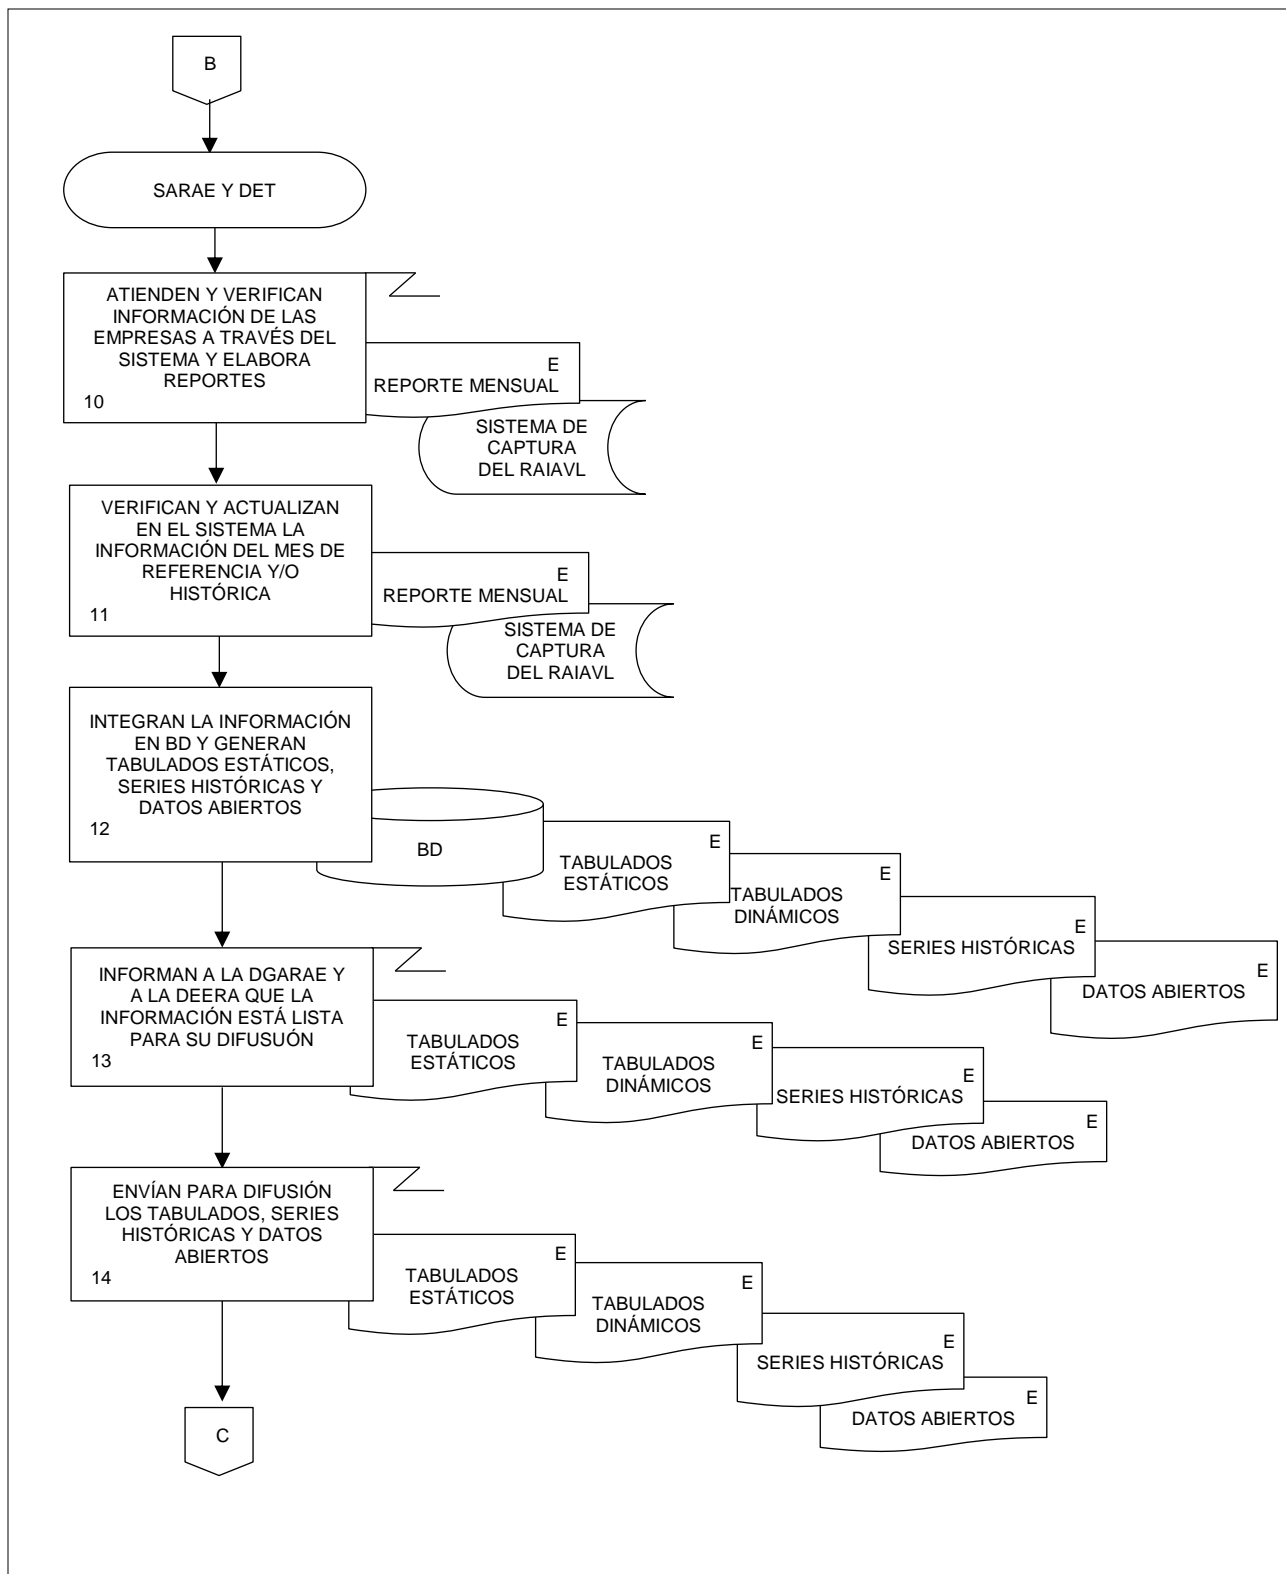 B
SARAE Y DET
ATIENDEN Y VERIFICAN
INFORMACIÓN DE LAS
EMPRESAS A TRAVÉS DEL
SISTEMA Y ELABORA
REPORTES
10
E
REPORTE MENSUAL
SISTEMA DE
CAPTURA
DEL RAIAVL
VERIFICAN Y ACTUALIZAN
EN EL SISTEMA LA
INFORMACIÓN DEL MES DE
REFERENCIA Y/O
HISTÓRICA
11
E
REPORTE MENSUAL
SISTEMA DE
CAPTURA
DEL RAIAVL
INTEGRAN LA INFORMACIÓN
EN BD Y GENERAN
TABULADOS ESTÁTICOS,
SERIES HISTÓRICAS Y
DATOS ABIERTOS
12
BD
E
TABULADOS
ESTÁTICOS
E
TABULADOS
DINÁMICOS
E
SERIES HISTÓRICAS
E
DATOS ABIERTOS
INFORMAN A LA DGARAE Y
A LA DEERA QUE LA
INFORMACIÓN ESTÁ LISTA
PARA SU DIFUSUÓN
13
E
TABULADOS
ESTÁTICOS
E
TABULADOS
DINÁMICOS
E
SERIES HISTÓRICAS
E
DATOS ABIERTOS
ENVÍAN PARA DIFUSIÓN
LOS TABULADOS, SERIES
HISTÓRICAS Y DATOS
ABIERTOS
14
E
TABULADOS
ESTÁTICOS
E
TABULADOS
DINÁMICOS
E
SERIES HISTÓRICAS
E
DATOS ABIERTOS
C